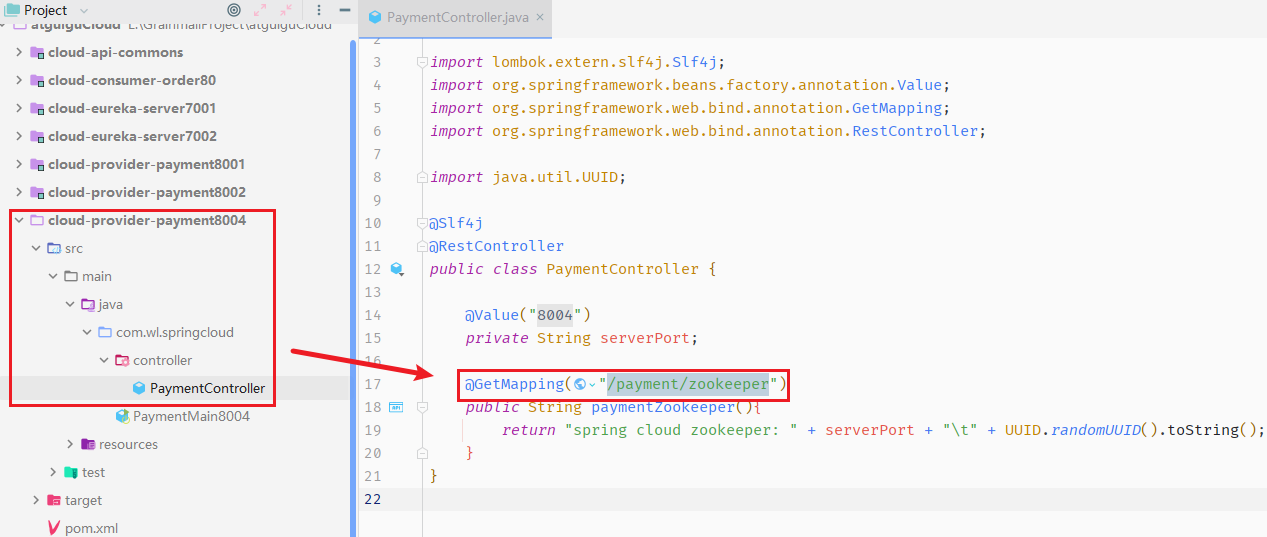 Project
PaymentController.java
atguiguCloud E:\GrainmallProject\atguiguCloud
cloud-api-commons
cloud-consumer-order80
cloud-eureka-server7001
cloud-eureka-server7002
cloud-provider-payment8001
cloud-provider-payment8002
cloud-provider-payment8004
src
main
java
com.wl.springcloud
controller
PaymentController
PaymentMain8004
resources
test
target
pom.xml
2
3 import lombok.extern.slf4j.Slf4j;
4 import org.springframework.beans.factory.annotation.Value;
5 import org.springframework.web.bind.annotation.GetMapping;
6 import org.springframework.web.bind.annotation.RestController;
7
8 import java.util.UUID;
9
10 @Slf4j
11 @RestController
12 public class PaymentController {
13
14 @Value("8004")
15 private String serverPort;
16
17 @GetMapping("/payment/zookeeper")
18 API public String paymentZookeeper(){
19 return "spring cloud zookeeper: " + serverPort + "\t" + UUID.randomUUID().toString();
20 }
21 }
22